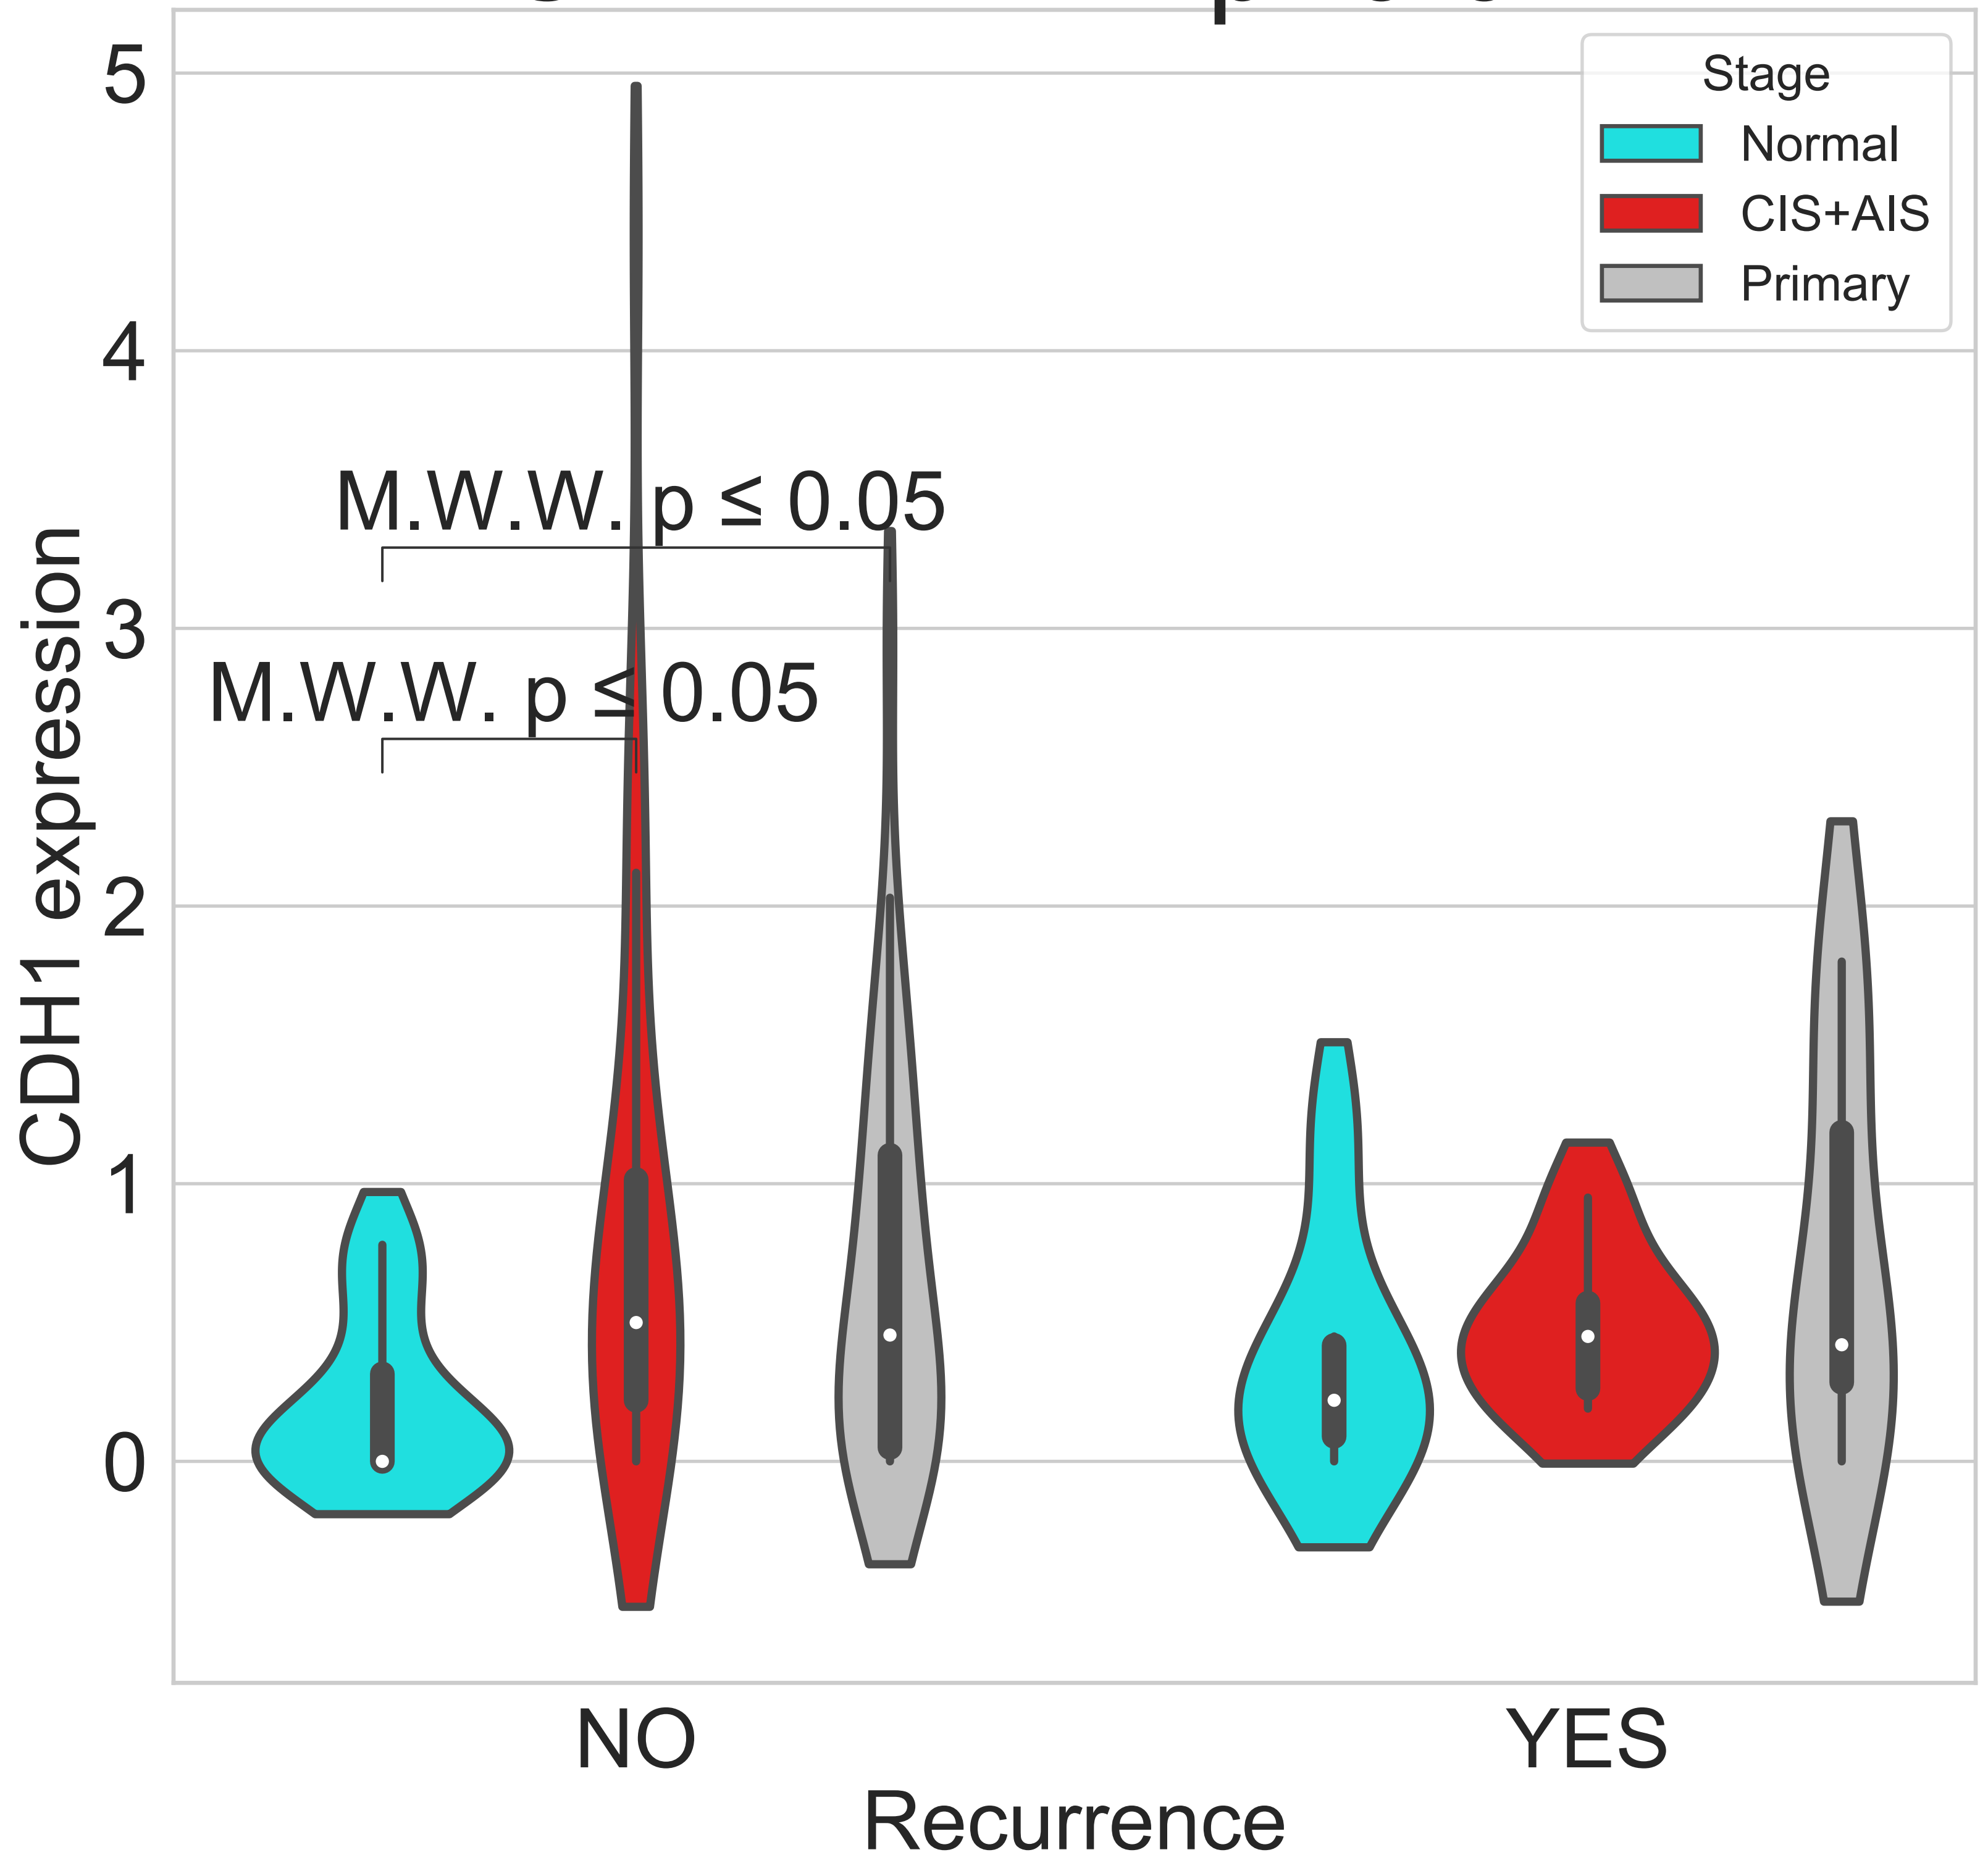 5
4
3
2
1
0
CDH1 expression
Stage
Normal
CIS+AIS
Primary
M.W.W. p ≤ 0.05
M.W.W. p ≤ 0.05
NO
YES
Recurrence